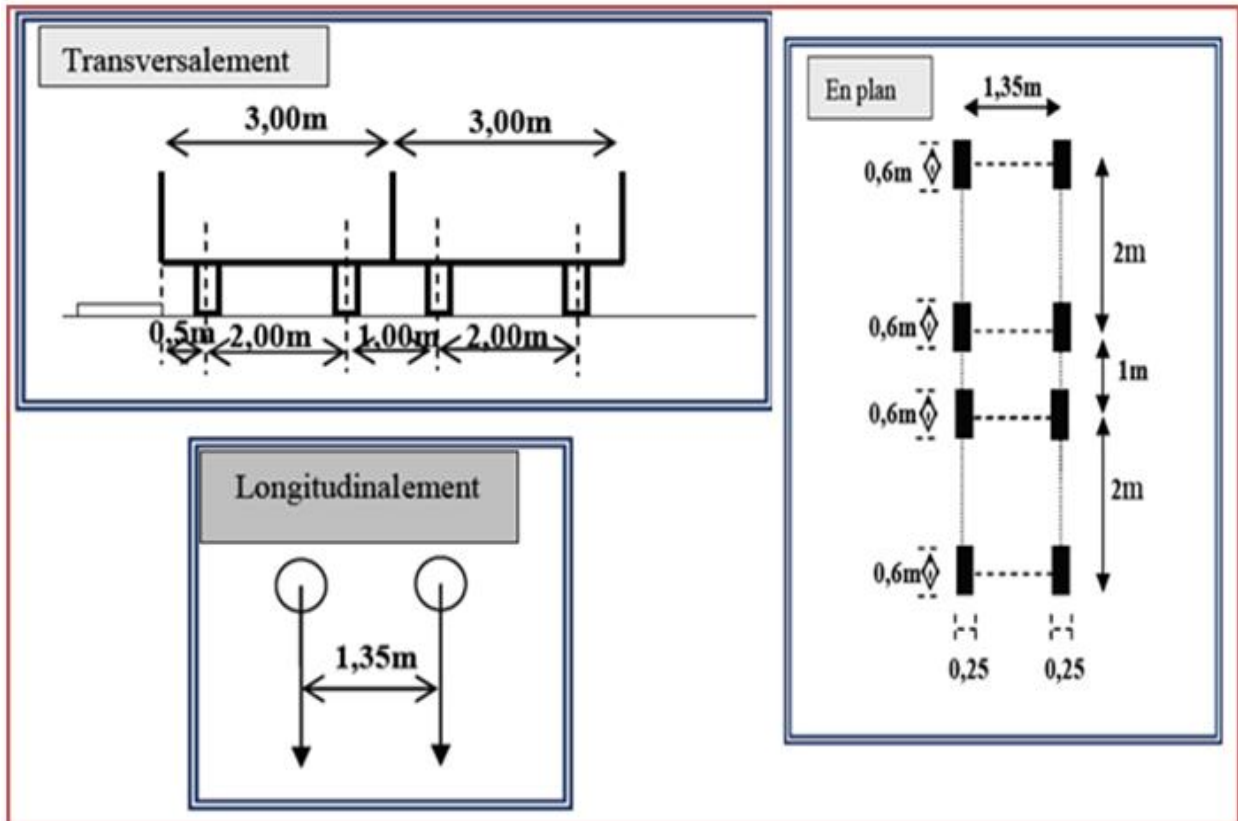 Transversalement
3,00m 3,00m
0,5m 2,00m 1,00m 2,00m
Longitudinalement
1,35m
En plan
1,35m
0,6m
2m
0,6m
1m
0,6m
2m
0,6m
0,25 0,25